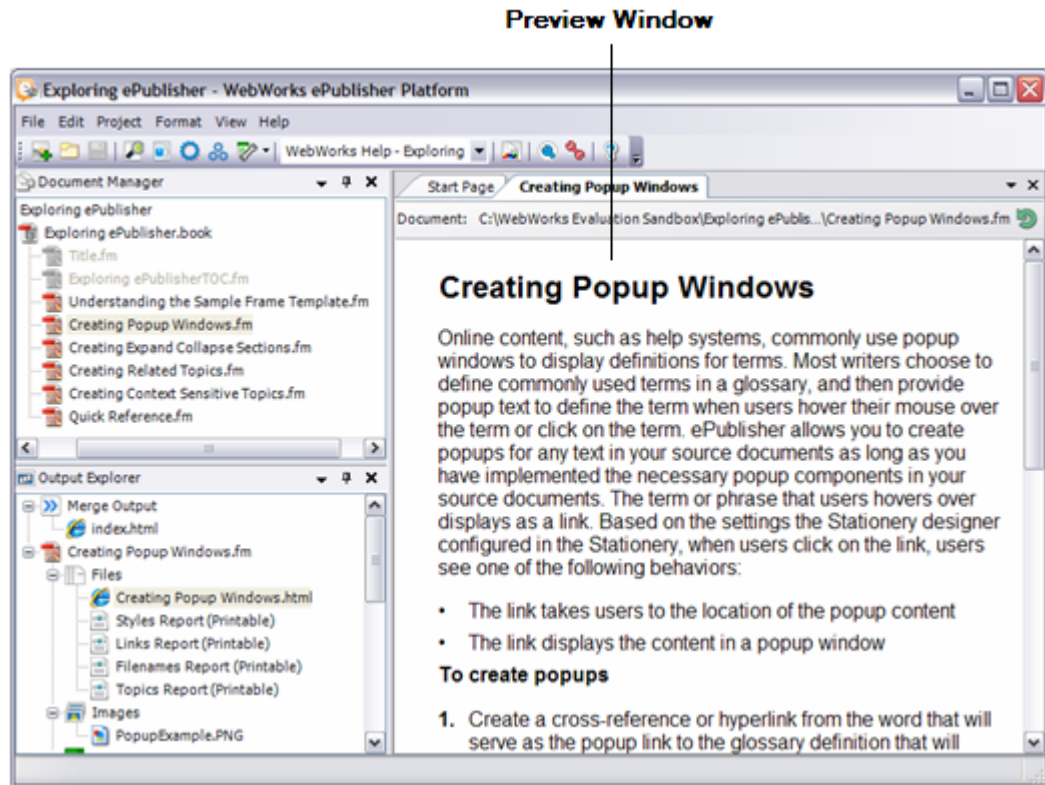 Preview Window
Exploring ePublisher - WebWorks ePublisher Platform
File Edit Project Format View Help
WebWorks Help - Exploring
Document Manager
Exploring ePublisher
Exploring ePublisher.book
Title.fm
Exploring ePublisherTOC.fm
Understanding the Sample Frame Template.fm
Creating Popup Windows.fm
Creating Expand Collapse Sections.fm
Creating Related Topics.fm
Creating Context Sensitive Topics.fm
Quick Reference.fm
Output Explorer
Merge Output
index.html
Creating Popup Windows.fm
Files
Creating Popup Windows.html
Styles Report (Printable)
Links Report (Printable)
Filenames Report (Printable)
Topics Report (Printable)
Images
PopupExample.PNG
Start Page Creating Popup Windows
Document: C:\WebWorks Evaluation Sandbox\Exploring ePublis...\Creating Popup Windows.fm
Creating Popup Windows
Online content, such as help systems, commonly use popup
windows to display definitions for terms. Most writers choose to
define commonly used terms in a glossary, and then provide
popup text to define the term when users hover their mouse over
the term or click on the term. ePublisher allows you to create
popups for any text in your source documents as long as you
have implemented the necessary popup components in your
source documents. The term or phrase that users hovers over
displays as a link. Based on the settings the Stationery designer
configured in the Stationery, when users click on the link, users
see one of the following behaviors:
• The link takes users to the location of the popup content
• The link displays the content in a popup window
To create popups
1. Create a cross-reference or hyperlink from the word that will
serve as the popup link to the glossary definition that will